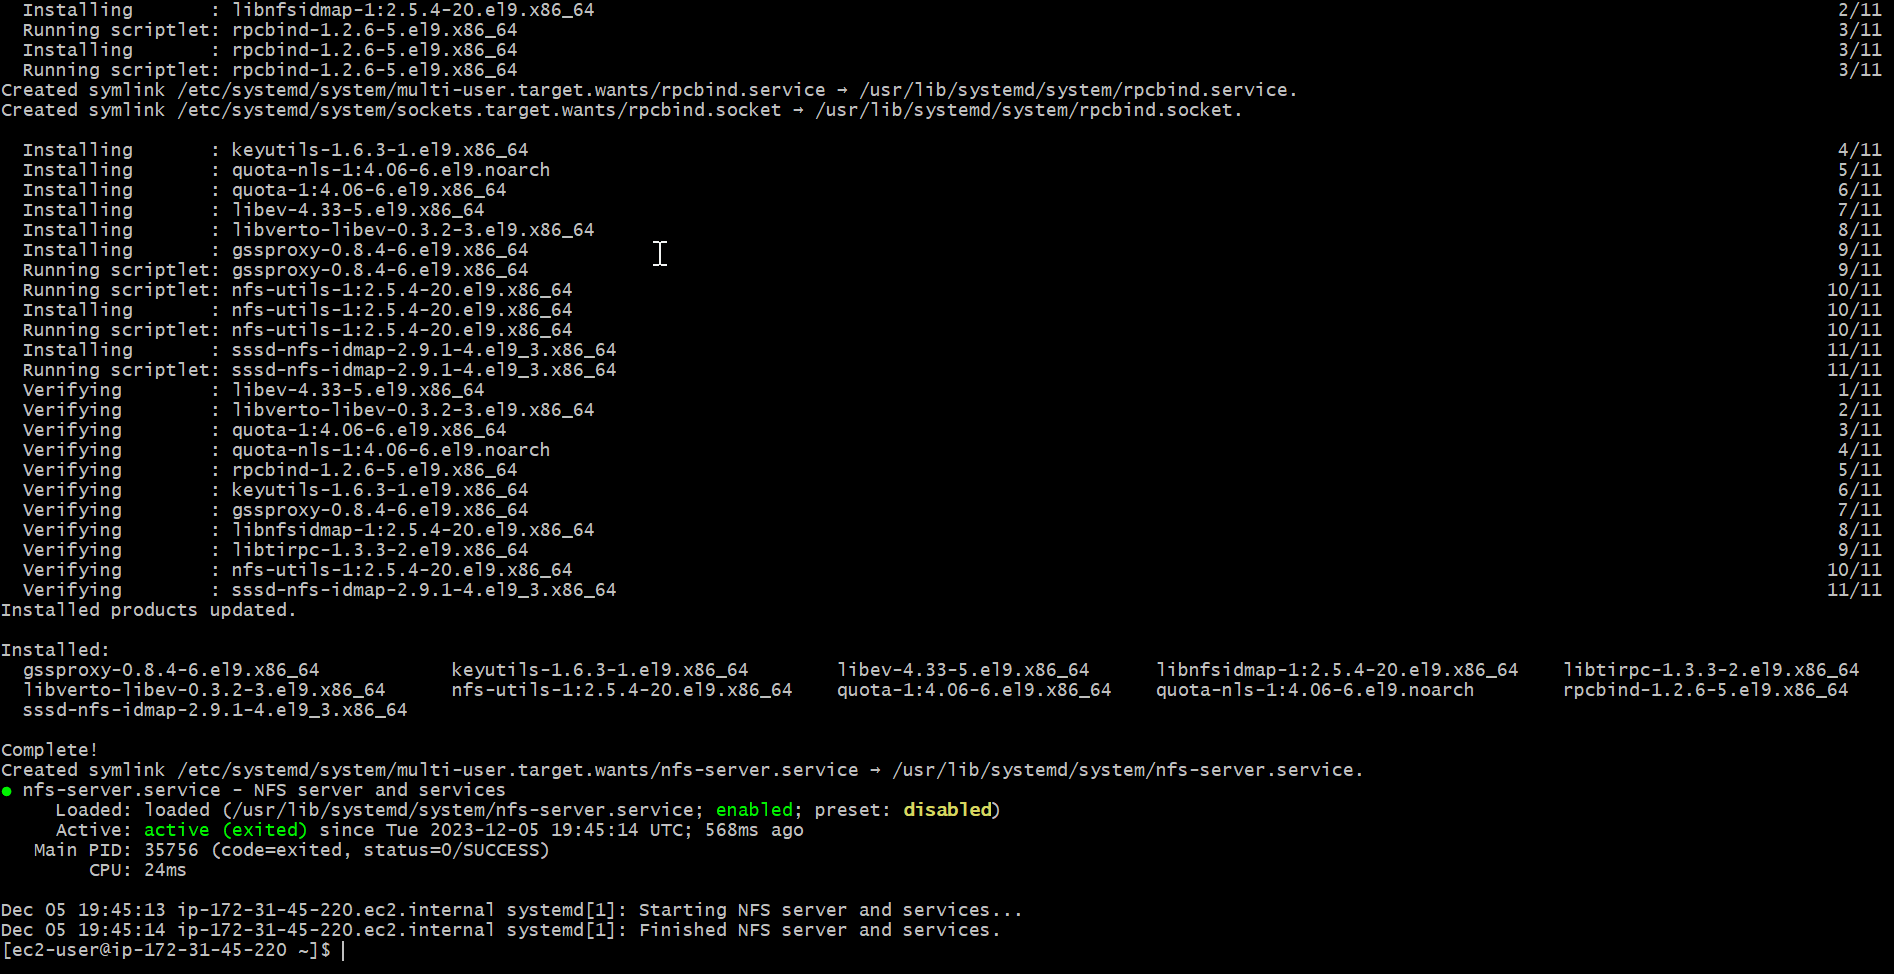 Installing       : libnfsidmap-1:2.5.4-20.el9.x86_64 2/11
Running scriptlet: rpcbind-1.2.6-5.el9.x86_64 3/11
Installing       : rpcbind-1.2.6-5.el9.x86_64 3/11
Running scriptlet: rpcbind-1.2.6-5.el9.x86_64 3/11
Created symlink /etc/systemd/system/multi-user.target.wants/rpcbind.service → /usr/lib/systemd/system/rpcbind.service.
Created symlink /etc/systemd/system/sockets.target.wants/rpcbind.socket → /usr/lib/systemd/system/rpcbind.socket.
Installing       : keyutils-1.6.3-1.el9.x86_64 4/11
Installing       : quota-nls-1:4.06-6.el9.noarch 5/11
Installing       : quota-1:4.06-6.el9.x86_64 6/11
Installing       : libev-4.33-5.el9.x86_64 7/11
Installing       : libverto-libev-0.3.2-3.el9.x86_64 8/11
Installing       : gssproxy-0.8.4-6.el9.x86_64 9/11
Running scriptlet: gssproxy-0.8.4-6.el9.x86_64 9/11
Running scriptlet: nfs-utils-1:2.5.4-20.el9.x86_64 10/11
Installing       : nfs-utils-1:2.5.4-20.el9.x86_64 10/11
Running scriptlet: nfs-utils-1:2.5.4-20.el9.x86_64 10/11
Installing       : sssd-nfs-idmap-2.9.1-4.el9_3.x86_64 11/11
Running scriptlet: sssd-nfs-idmap-2.9.1-4.el9_3.x86_64 11/11
Verifying        : libev-4.33-5.el9.x86_64 1/11
Verifying        : libverto-libev-0.3.2-3.el9.x86_64 2/11
Verifying        : quota-1:4.06-6.el9.x86_64 3/11
Verifying        : quota-nls-1:4.06-6.el9.noarch 4/11
Verifying        : rpcbind-1.2.6-5.el9.x86_64 5/11
Verifying        : keyutils-1.6.3-1.el9.x86_64 6/11
Verifying        : gssproxy-0.8.4-6.el9.x86_64 7/11
Verifying        : libnfsidmap-1:2.5.4-20.el9.x86_64 8/11
Verifying        : libtirpc-1.3.3-2.el9.x86_64 9/11
Verifying        : nfs-utils-1:2.5.4-20.el9.x86_64 10/11
Verifying        : sssd-nfs-idmap-2.9.1-4.el9_3.x86_64 11/11
Installed products updated.
Installed:
gssproxy-0.8.4-6.el9.x86_64 keyutils-1.6.3-1.el9.x86_64 libev-4.33-5.el9.x86_64 libnfsidmap-1:2.5.4-20.el9.x86_64 libtirpc-1.3.3-2.el9.x86_64
libverto-libev-0.3.2-3.el9.x86_64 nfs-utils-1:2.5.4-20.el9.x86_64 quota-1:4.06-6.el9.x86_64 quota-nls-1:4.06-6.el9.noarch rpcbind-1.2.6-5.el9.x86_64
sssd-nfs-idmap-2.9.1-4.el9_3.x86_64
Complete!
Created symlink /etc/systemd/system/multi-user.target.wants/nfs-server.service → /usr/lib/systemd/system/nfs-server.service.
● nfs-server.service - NFS server and services
Loaded: loaded (/usr/lib/systemd/system/nfs-server.service; enabled; preset: disabled)
Active: active (exited) since Tue 2023-12-05 19:45:14 UTC; 568ms ago
Main PID: 35756 (code=exited, status=0/SUCCESS)
CPU: 24ms
Dec 05 19:45:13 ip-172-31-45-220.ec2.internal systemd[1]: Starting NFS server and services...
Dec 05 19:45:14 ip-172-31-45-220.ec2.internal systemd[1]: Finished NFS server and services.
[ec2-user@ip-172-31-45-220 ~]$